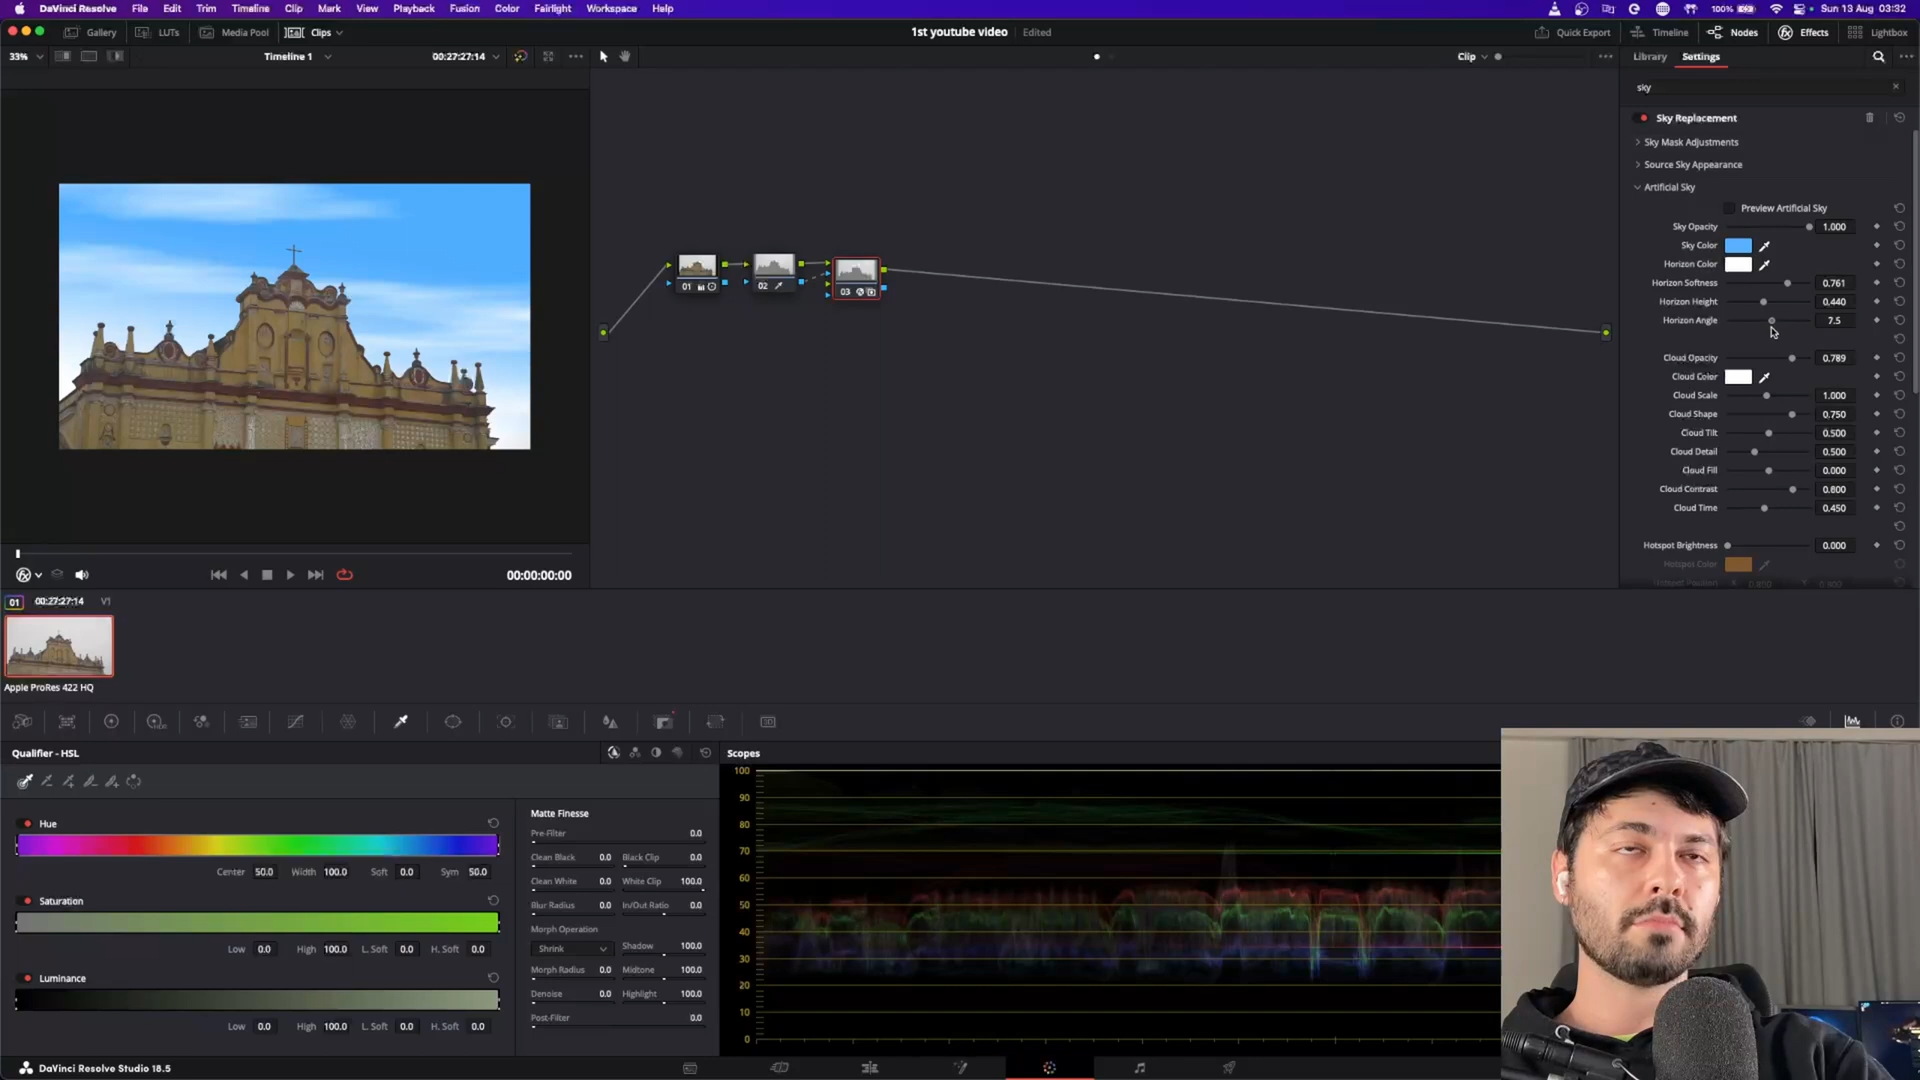 DaVinci Resolve File Edit Trim Timeline Clip Mark View Playback Fusion Color Fairlight Workspace Help 100% Sun 13 Aug 03:32
Gallery LUTs Media Pool Clips 1st youtube video Edited Quick Export Timeline Nodes Effects Lightbox
33% Timeline 1 00:27:27:14 Clip Library Settings
sky
Sky Replacement
Sky Mask Adjustments
Source Sky Appearance
Artificial Sky
Preview Artificial Sky
Sky Opacity 1.000
Sky Color
Horizon Color
Horizon Softness 0.761
Horizon Height 0.440
Horizon Angle 7.5
Cloud Opacity 0.789
Cloud Color
Cloud Scale 1.000
Cloud Shape 0.750
Cloud Tilt 0.500
Cloud Detail 0.500
Cloud Fill 0.000
Cloud Contrast 0.800
Cloud Time 0.450
Hotspot Brightness 0.000
Hotspot Color
01 02 03
00:00:00:00
01 00:27:27:14 V1
Apple ProRes 422 HQ
3D
Qualifier - HSL
Hue
Center 50.0 Width 100.0 Soft 0.0 Sym 50.0
Saturation
Low 0.0 High 100.0 L. Soft 0.0 H. Soft 0.0
Luminance
Low 0.0 High 100.0 L. Soft 0.0 H. Soft 0.0
Matte Finesse
Pre-Filter 0.0
Clean Black 0.0 Black Clip 0.0
Clean White 0.0 White Clip 100.0
Blur Radius 0.0 In/Out Ratio 0.0
Morph Operation
Shrink Shadow 100.0
Morph Radius 0.0 Midtone 100.0
Denoise 0.0 Highlight 100.0
Post-Filter 0.0
Scopes
100
90
80
70
60
50
40
30
20
10
0
DaVinci Resolve Studio 18.5